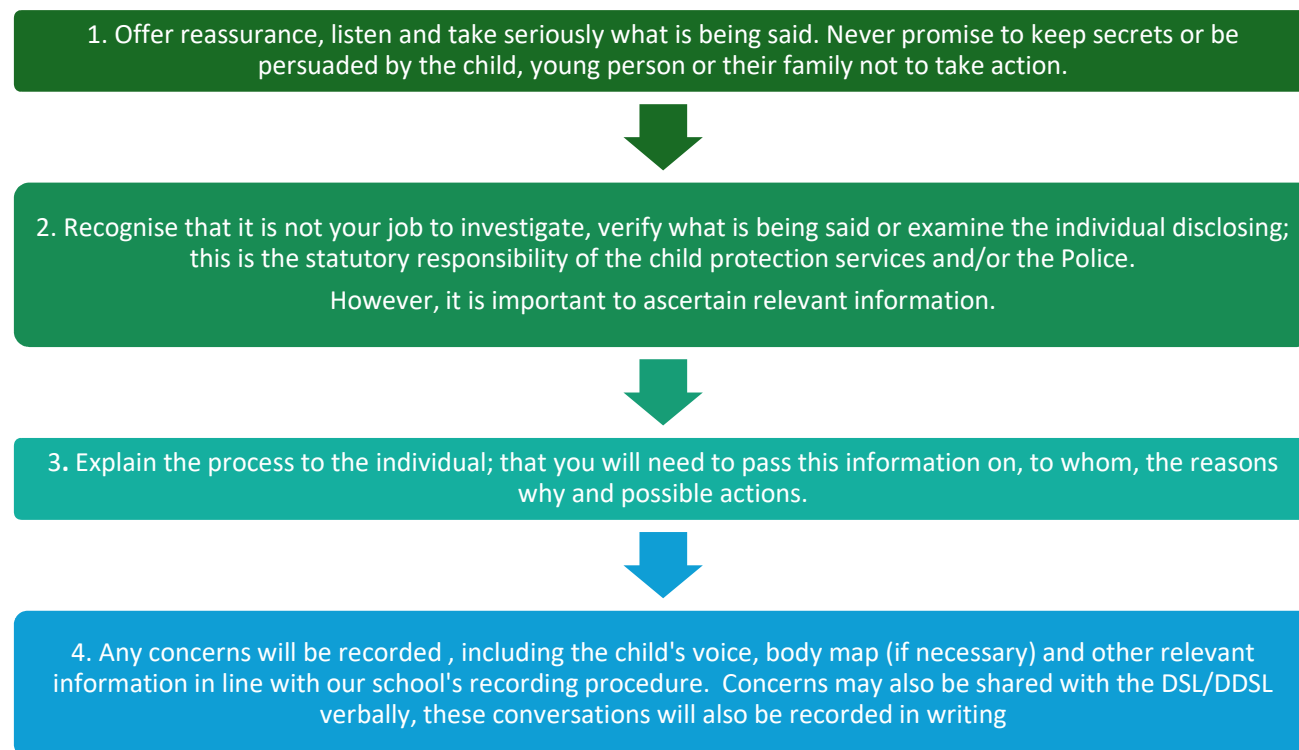 1. Offer reassurance, listen and take seriously what is being said. Never promise to keep secrets or be
persuaded by the child, young person or their family not to take action.
2. Recognise that it is not your job to investigate, verify what is being said or examine the individual disclosing;
this is the statutory responsibility of the child protection services and/or the Police.
However, it is important to ascertain relevant information.
3. Explain the process to the individual; that you will need to pass this information on, to whom, the reasons
why and possible actions.
4. Any concerns will be recorded , including the child's voice, body map (if necessary) and other relevant
information in line with our school's recording procedure.  Concerns may also be shared with the DSL/DDSL
verbally, these conversations will also be recorded in writing